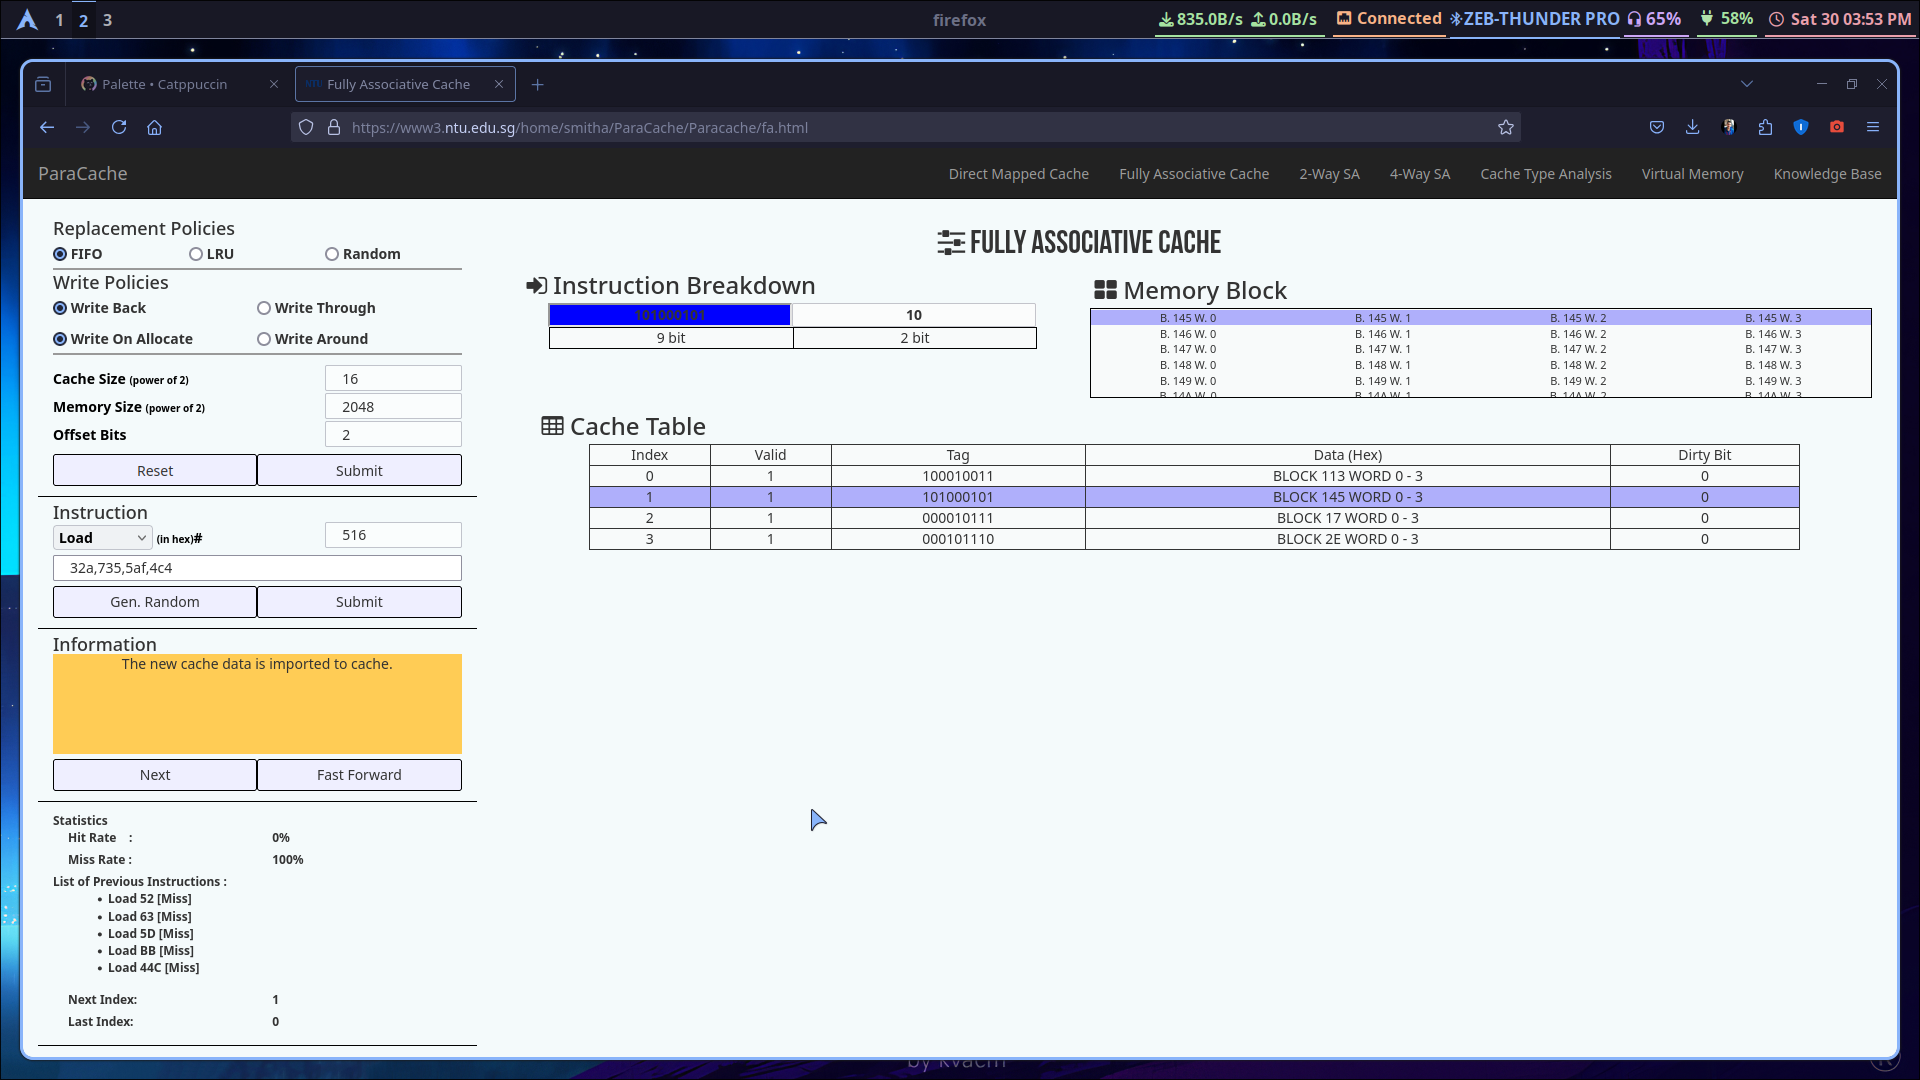 1 2 3
firefox
835.0B/s 0.0B/s Connected ZEB-THUNDER PRO 65% 58% Sat 30 03:53 PM
Palette • Catppuccin
NTU Fully Associative Cache
https://www3.ntu.edu.sg/home/smitha/ParaCache/Paracache/fa.html
ParaCache
Direct Mapped Cache Fully Associative Cache 2-Way SA 4-Way SA Cache Type Analysis Virtual Memory Knowledge Base
Replacement Policies
FIFO LRU Random
Write Policies
Write Back Write Through
Write On Allocate Write Around
Cache Size (power of 2) 16
Memory Size (power of 2) 2048
Offset Bits 2
Reset Submit
Instruction
Load (in hex)# 516
32a,735,5af,4c4
Gen. Random Submit
Information
The new cache data is imported to cache.
Next Fast Forward
Statistics
Hit Rate : 0%
Miss Rate : 100%
List of Previous Instructions :
• Load 52 [Miss]
• Load 63 [Miss]
• Load 5D [Miss]
• Load BB [Miss]
• Load 44C [Miss]
Next Index: 1
Last Index: 0
FULLY ASSOCIATIVE CACHE
Instruction Breakdown
101000101 10
9 bit 2 bit
Memory Block
B. 145 W. 0 B. 145 W. 1 B. 145 W. 2 B. 145 W. 3
B. 146 W. 0 B. 146 W. 1 B. 146 W. 2 B. 146 W. 3
B. 147 W. 0 B. 147 W. 1 B. 147 W. 2 B. 147 W. 3
B. 148 W. 0 B. 148 W. 1 B. 148 W. 2 B. 148 W. 3
B. 149 W. 0 B. 149 W. 1 B. 149 W. 2 B. 149 W. 3
B. 14A W. 0 B. 14A W. 1 B. 14A W. 2 B. 14A W. 3
Cache Table
Index Valid Tag Data (Hex) Dirty Bit
0 1 100010011 BLOCK 113 WORD 0 - 3 0
1 1 101000101 BLOCK 145 WORD 0 - 3 0
2 1 000010111 BLOCK 17 WORD 0 - 3 0
3 1 000101110 BLOCK 2E WORD 0 - 3 0